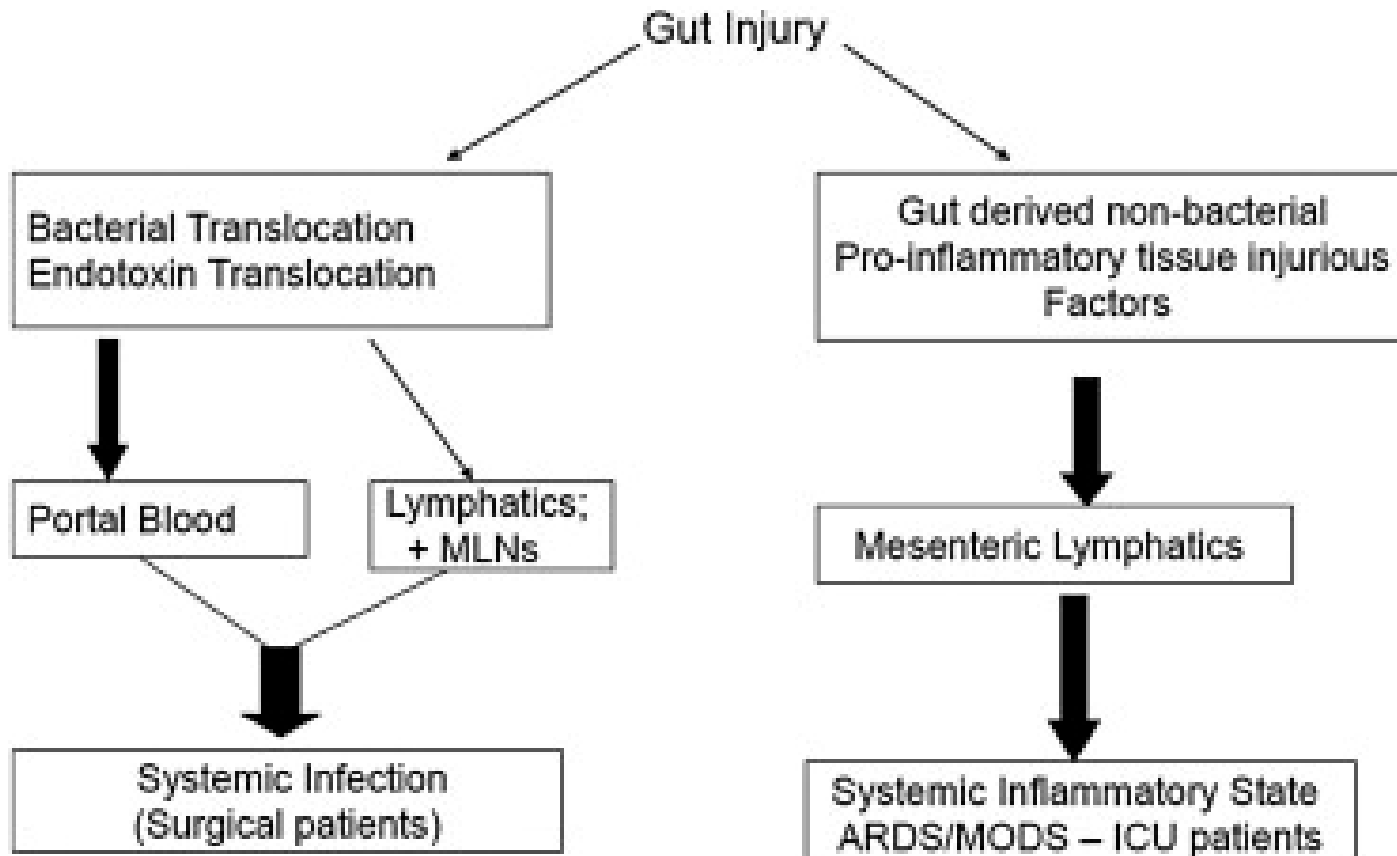 Gut Injury
Bacterial Translocation
Endotoxin Translocation
Gut derived non-bacterial
Pro-inflammatory tissue injurious
Factors
Portal Blood
Lymphatics;
+ MLNs
Mesenteric Lymphatics
Systemic Infection
(Surgical patients)
Systemic Inflammatory State
ARDS/MODS – ICU patients